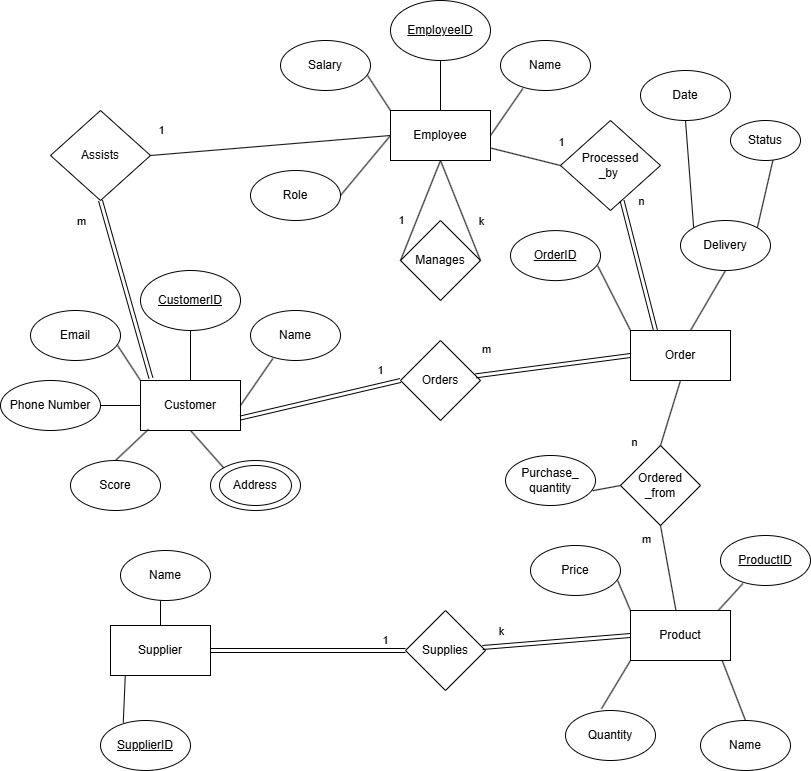 EmployeeID
Salary
Name
Date
Employee
1
1
Status
Assists
Processed
_by
Role
n
m
1
k
Delivery
Manages
OrderID
CustomerID
Email
Name
m
Order
1
Orders
Phone Number
Customer
n
Purchase_
quantity
Ordered
_from
Score
Address
m
Price
ProductID
Name
k
1
Product
Supplier
Supplies
Quantity
Name
SupplierID